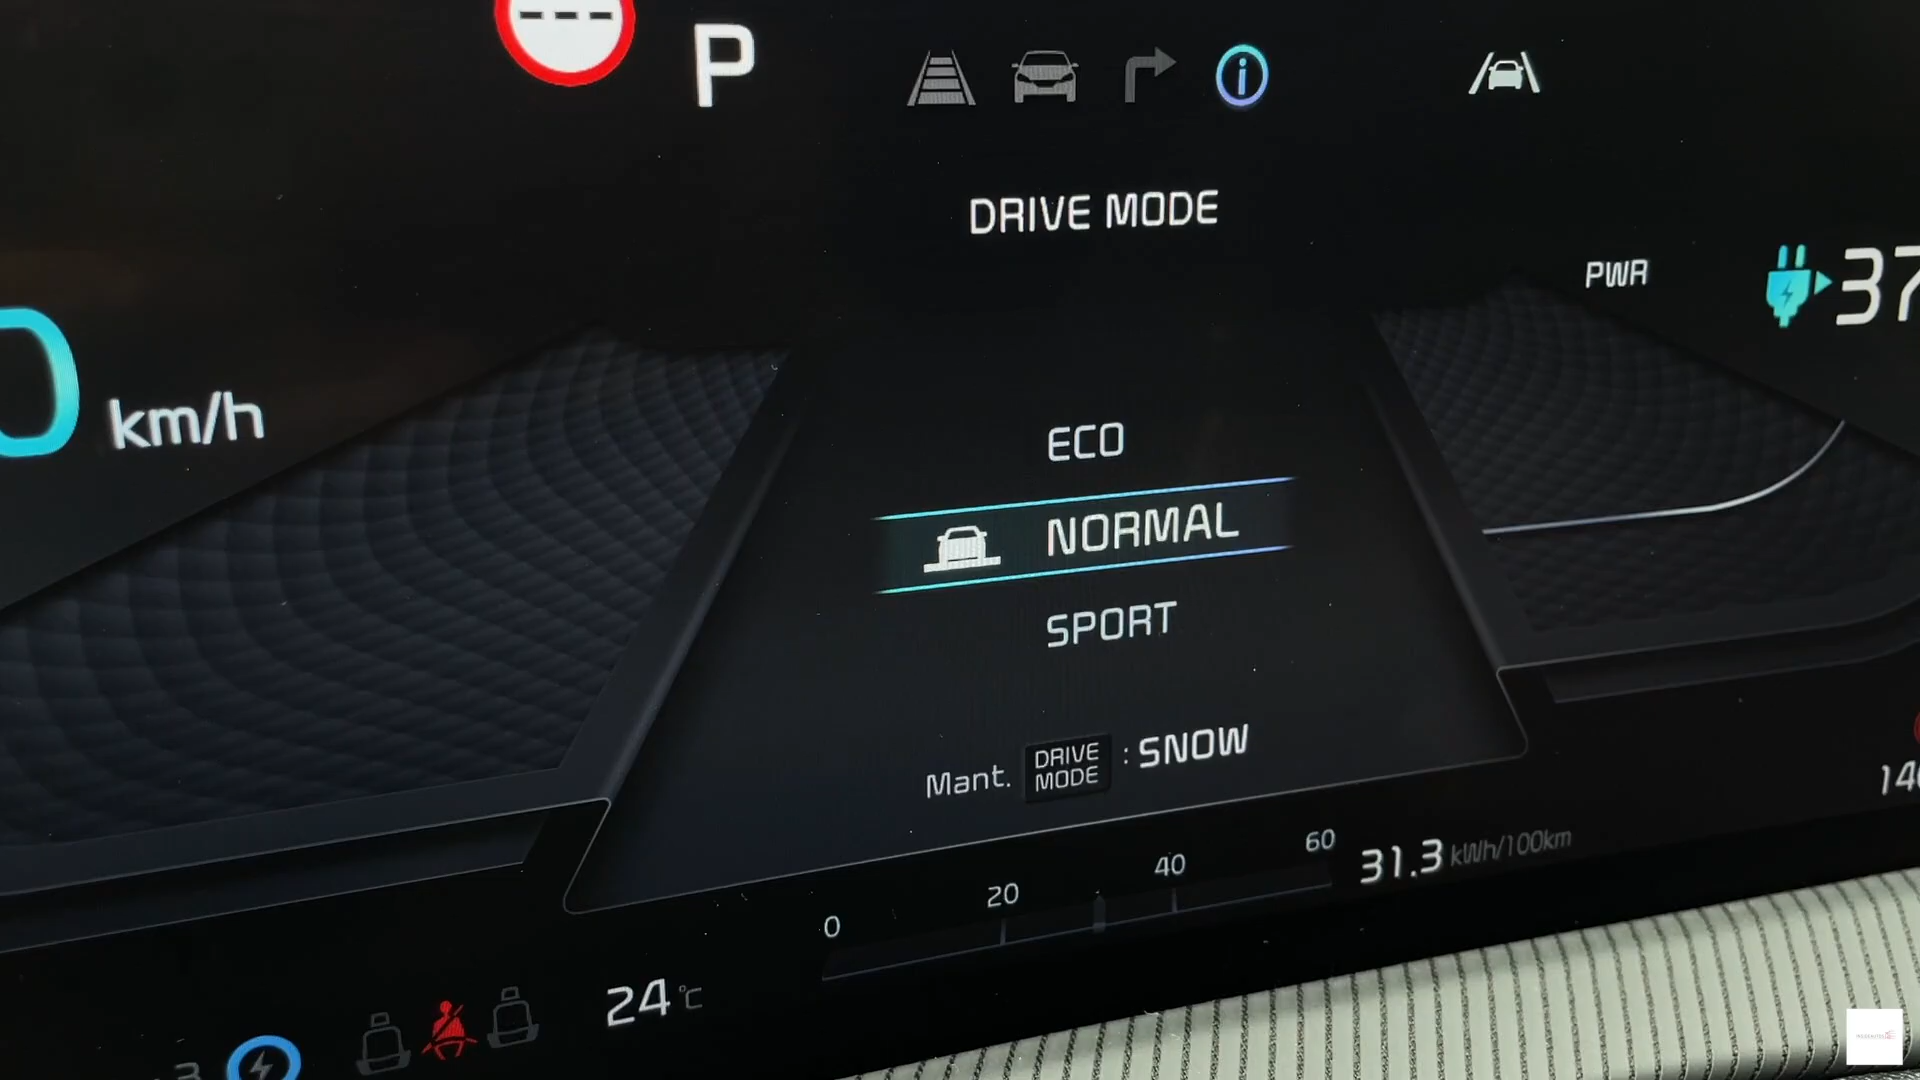 P
DRIVE MODE
PWR
37
0 km/h
ECO
NORMAL
SPORT
Mant. DRIVE MODE : SNOW
0 20 40 60
31.3 kWh/100km
24 °C